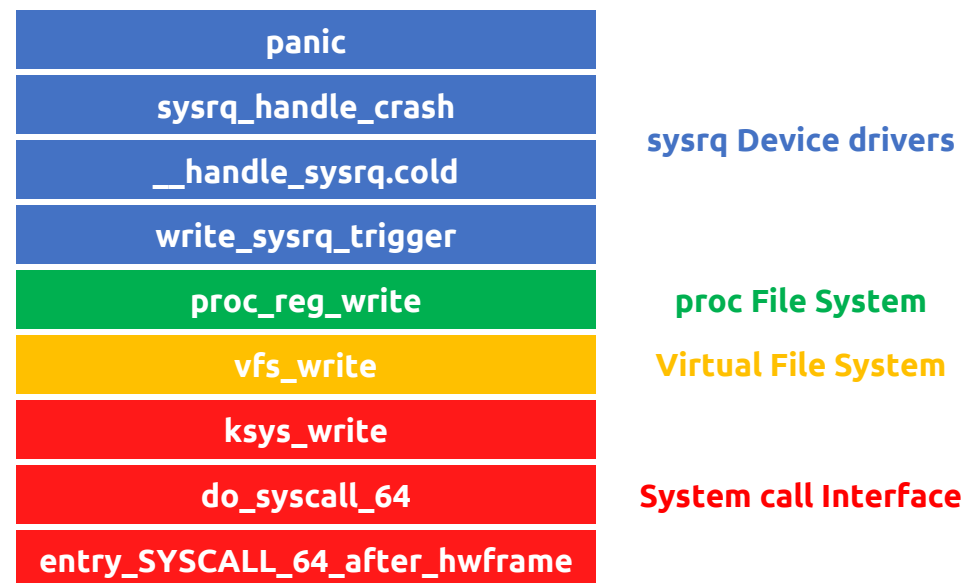 panic
sysrq_handle_crash
sysrq Device drivers
__handle_sysrq.cold
write_sysrq_trigger
proc_reg_write
proc File System
vfs_write
Virtual File System
ksys_write
do_syscall_64
System call Interface
entry_SYSCALL_64_after_hwframe